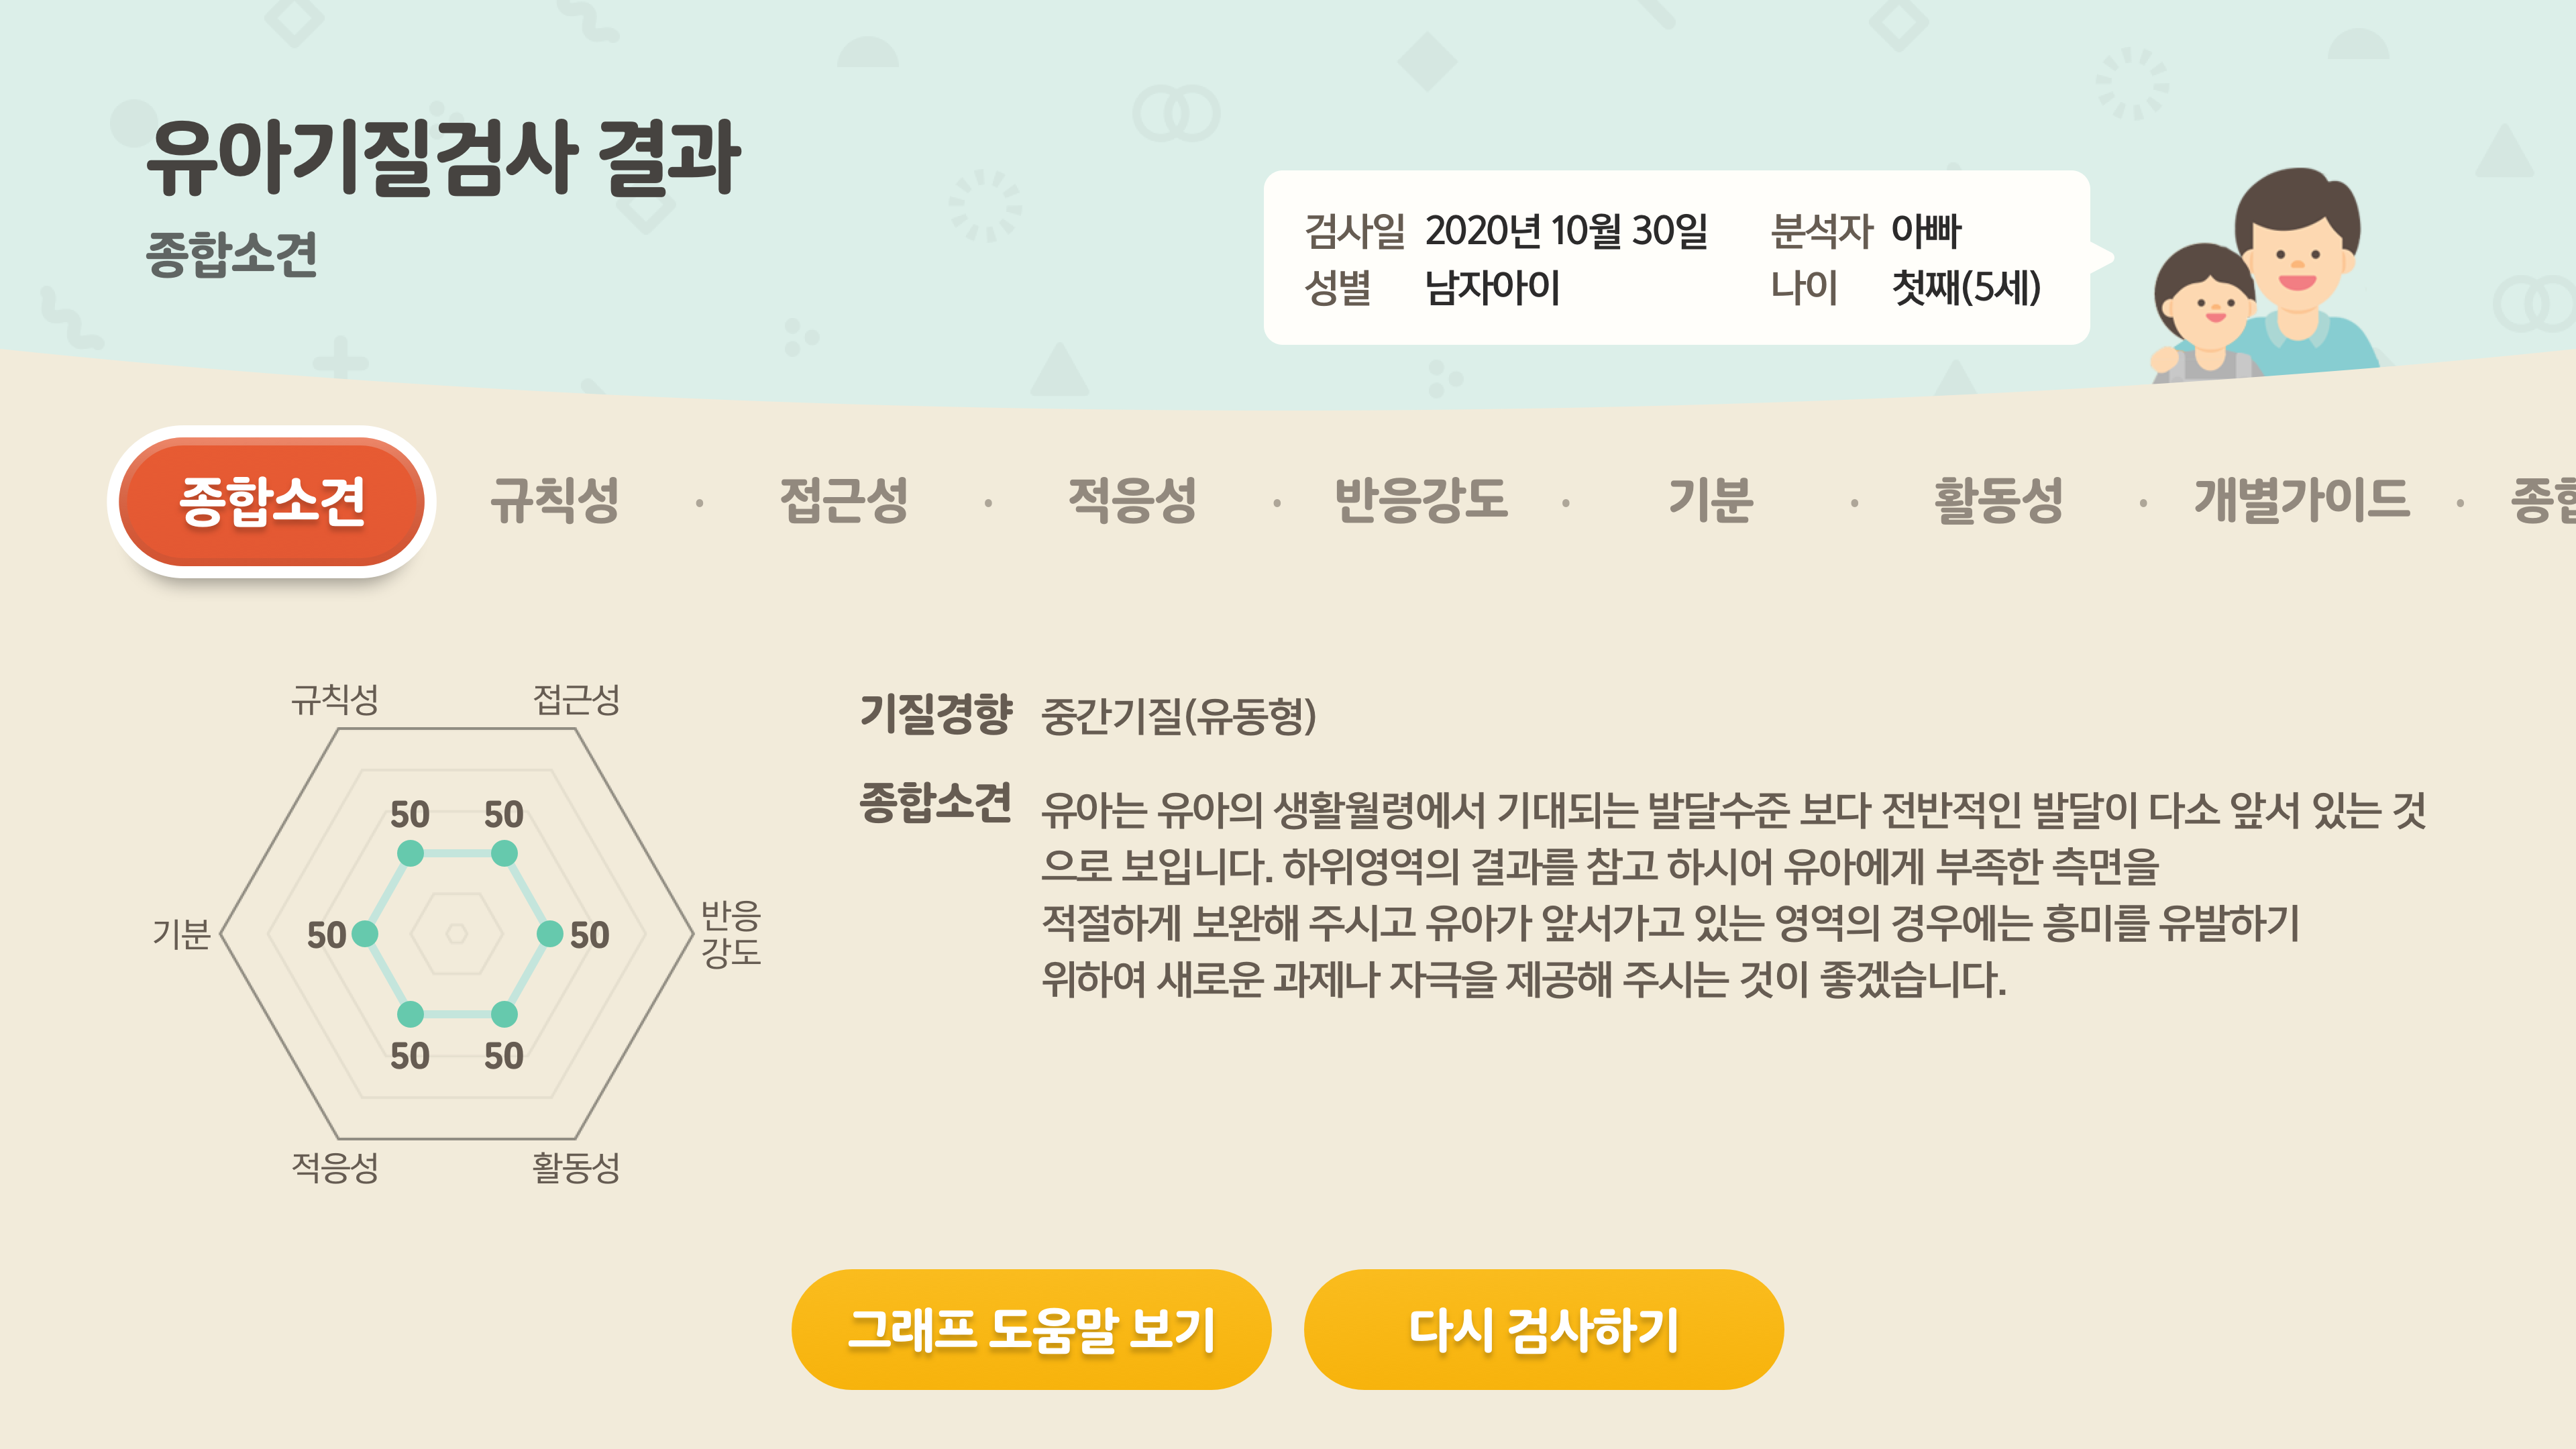 유아기질검사 결과
종합소견
검사일 2020년 10월 30일 분석자 아빠
성별 남자아이 나이 첫째(5세)
종합소견 규칙성 · 접근성 · 적응성 · 반응강도 · 기분 · 활동성 · 개별가이드 ·
규칙성 접근성
50 50
기분 50 50 반응
강도
50 50
적응성 활동성
기질경향 중간기질(유동형)
종합소견 유아는 유아의 생활월령에서 기대되는 발달수준 보다 전반적인 발달이 다소 앞서 있는 것
으로 보입니다. 하위영역의 결과를 참고 하시어 유아에게 부족한 측면을
적절하게 보완해 주시고 유아가 앞서가고 있는 영역의 경우에는 흥미를 유발하기
위하여 새로운 과제나 자극을 제공해 주시는 것이 좋겠습니다.
그래프 도움말 보기 다시 검사하기